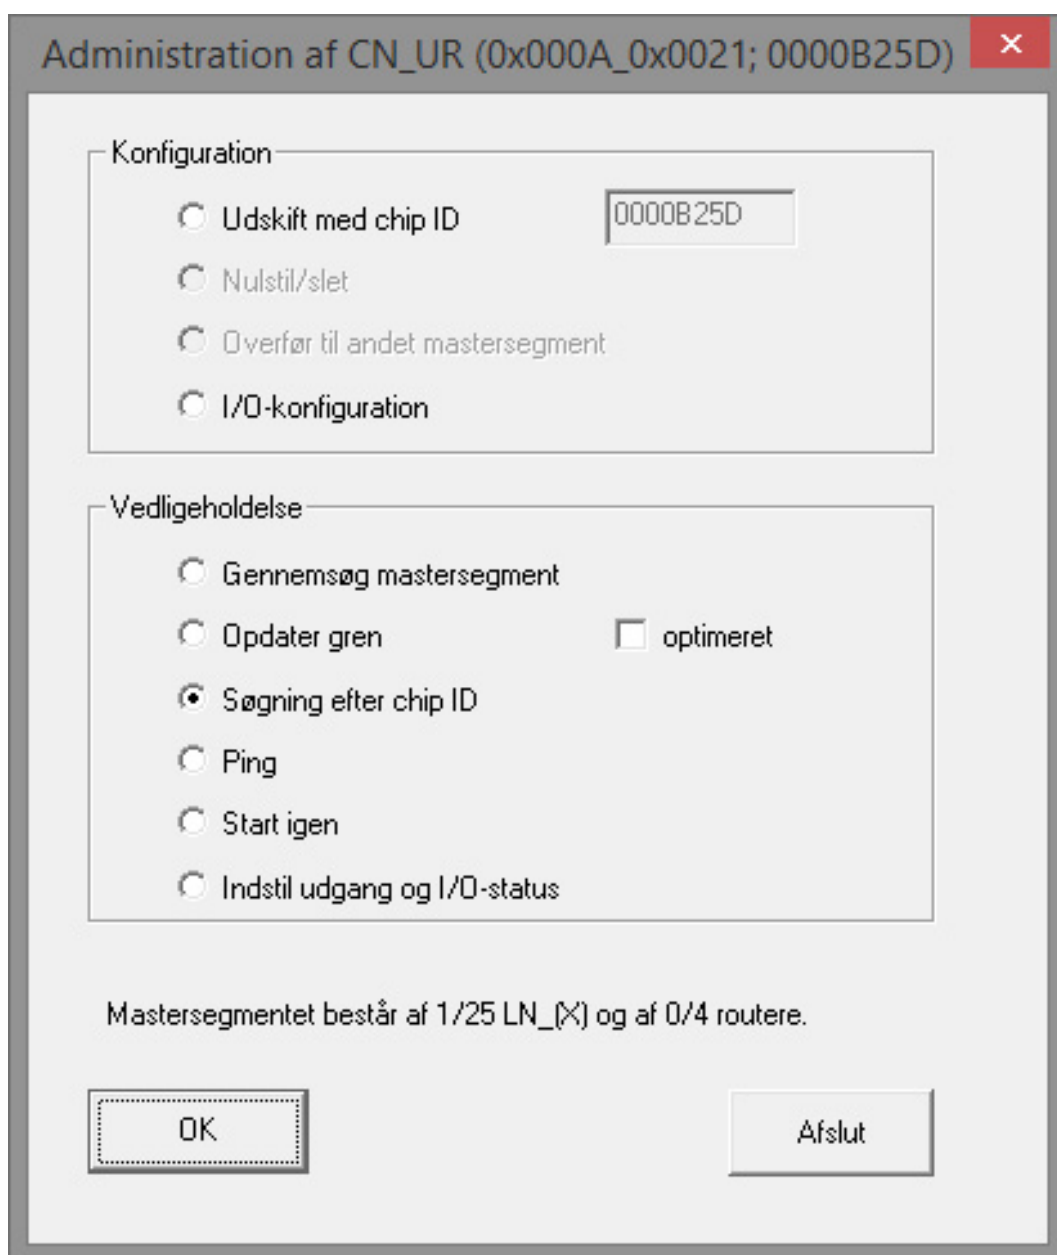 Administration af CN_UR (0x000A_0x0021; 0000B25D)
Konfiguration
Udskift med chip ID 0000B25D
Nulstil/slet
Overfør til andet mastersegment
I/O-konfiguration
Vedligeholdelse
Gennemsøg mastersegment
Opdater gren optimeret
Søgning efter chip ID
Ping
Start igen
Indstil udgang og I/O-status
Mastersegmentet består af 1/25 LN_(X) og af 0/4 routere.
OK Afslut